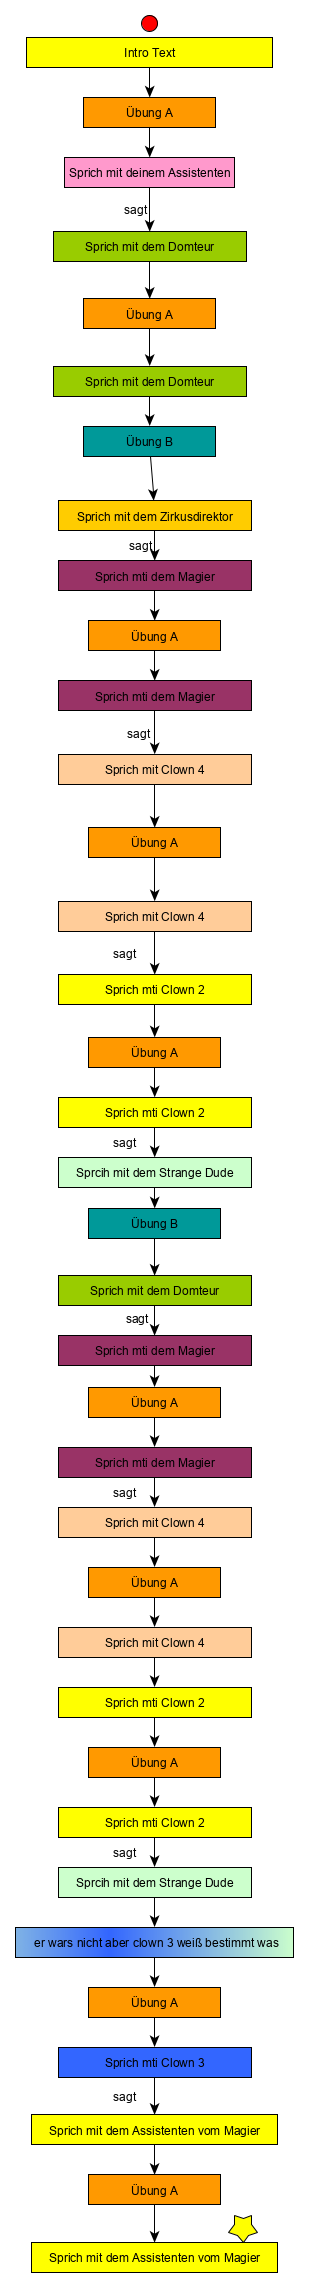 Intro Text
Übung A
Sprich mit deinem Assistenten
sagt
Sprich mit dem Domteur
Übung A
Sprich mit dem Domteur
Übung B
Sprich mit dem Zirkusdirektor
sagt
Sprich mti dem Magier
Übung A
Sprich mti dem Magier
sagt
Sprich mit Clown 4
Übung A
Sprich mit Clown 4
sagt
Sprich mti Clown 2
Übung A
Sprich mti Clown 2
sagt
Sprcih mit dem Strange Dude
Übung B
Sprich mit dem Domteur
sagt
Sprich mti dem Magier
Übung A
Sprich mti dem Magier
sagt
Sprich mit Clown 4
Übung A
Sprich mit Clown 4
Sprich mti Clown 2
Übung A
Sprich mti Clown 2
sagt
Sprcih mit dem Strange Dude
er wars nicht aber clown 3 weiß bestimmt was
Übung A
Sprich mti Clown 3
sagt
Sprich mit dem Assistenten vom Magier
Übung A
Sprich mit dem Assistenten vom Magier